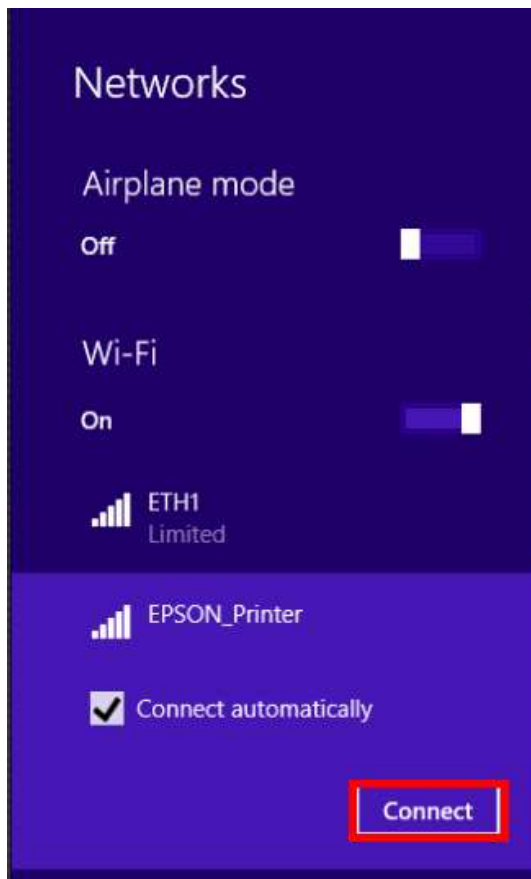 Networks
Airplane mode
Off
Wi-Fi
On
ETH1
Limited
EPSON_Printer
Connect automatically
Connect